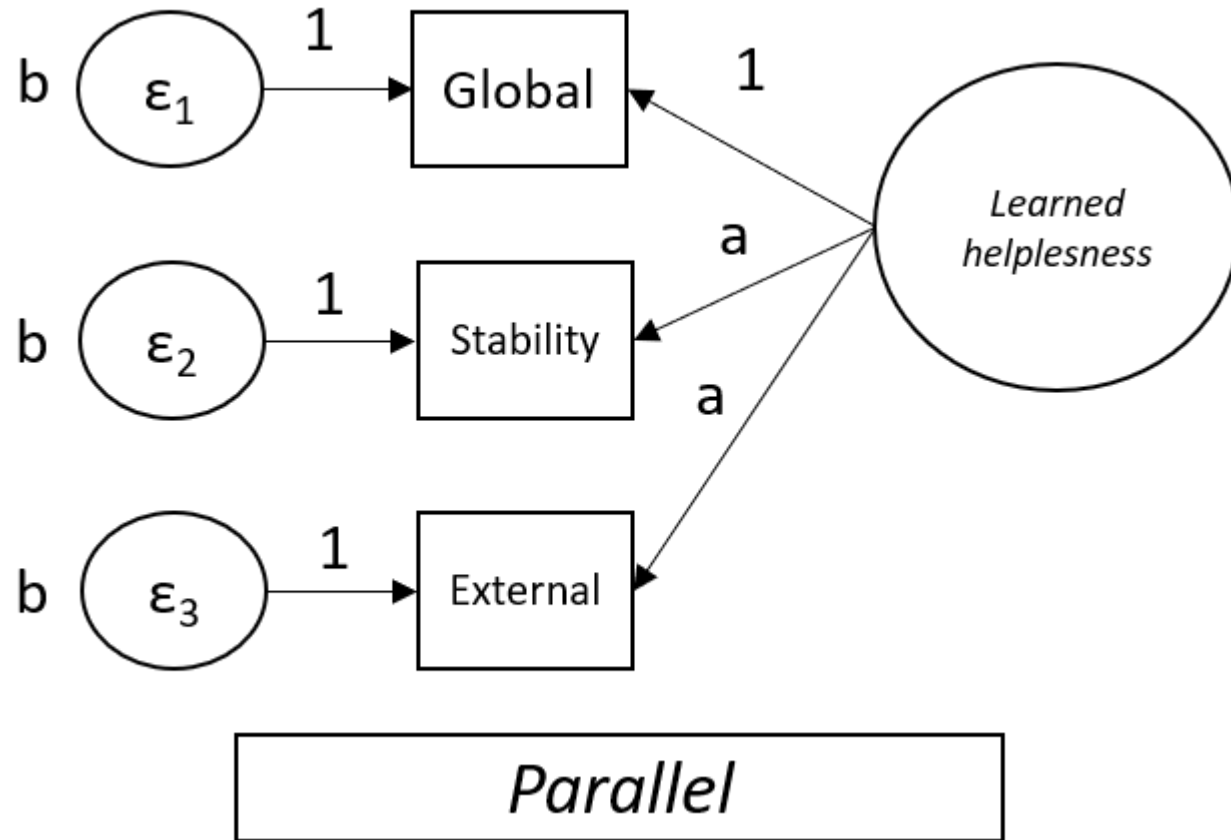 1
b ε1 Global 1
Learned
helplesness
a
1
b ε2 Stability
a
1
b ε3 External
Parallel